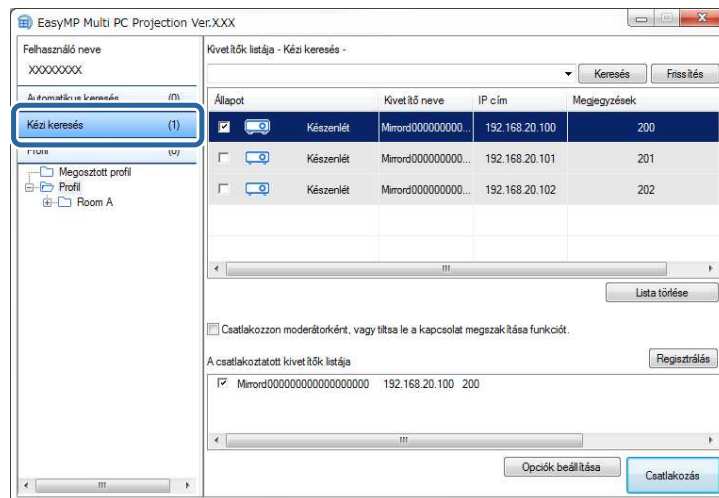 EasyMP Multi PC Projection Ver.XXX
Felhasználó neve
XXXXXXXX
Automatikus keresés (0)
Kézi keresés (1)
Profil (0)
Megosztott profil
Profil
Room A
Kivetítők listája - Kézi keresés -
Keresés Frissítés
Állapot Kivetítő neve IP cím Megjegyzések
Készenlét Mirrord000000000... 192.168.20.100 200
Készenlét Mirrord000000000... 192.168.20.101 201
Készenlét Mirrord000000000... 192.168.20.102 202
Lista törlése
Csatlakozzon moderátorként, vagy tiltsa le a kapcsolat megszakítása funkciót.
A csatlakoztatott kivetítők listája Regisztrálás
Mirrord000000000000000000 192.168.20.100 200
Opciók beállítása Csatlakozás